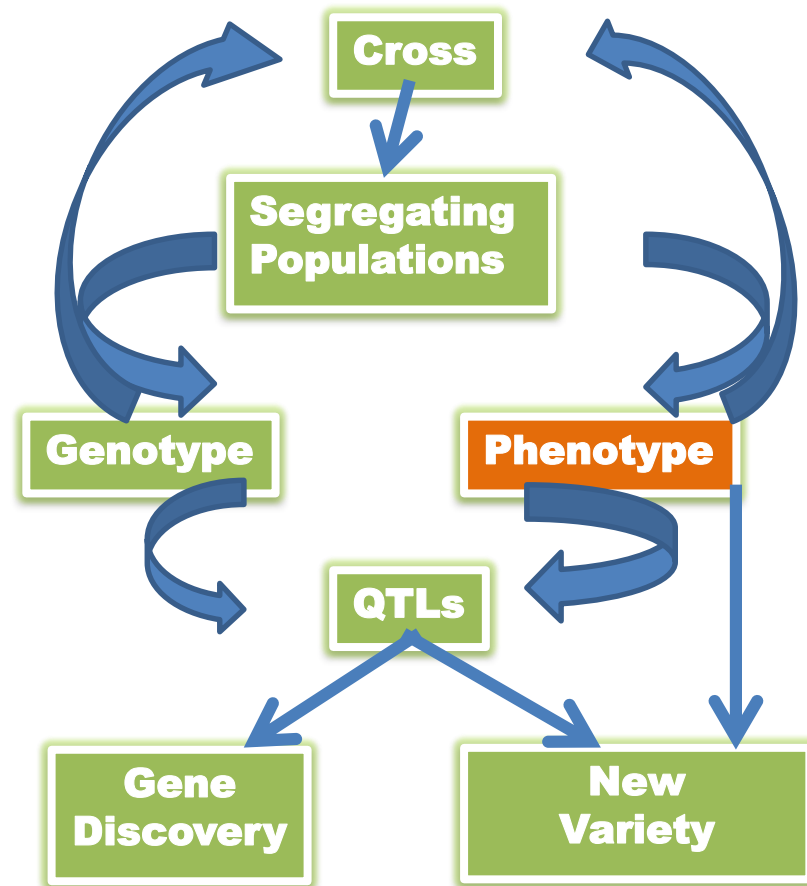 Cross
Segregating
Populations
Genotype
Phenotype
QTLs
Gene
Discovery
New
Variety